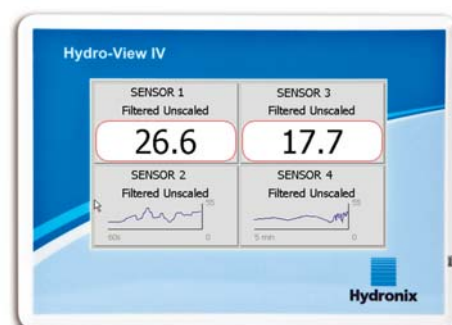 Hydro-View IV
SENSOR 1
Filtered Unscaled
26.6
SENSOR 3
Filtered Unscaled
17.7
SENSOR 2
Filtered Unscaled
55
60s
0
SENSOR 4
Filtered Unscaled
55
5 min
0
Hydronix